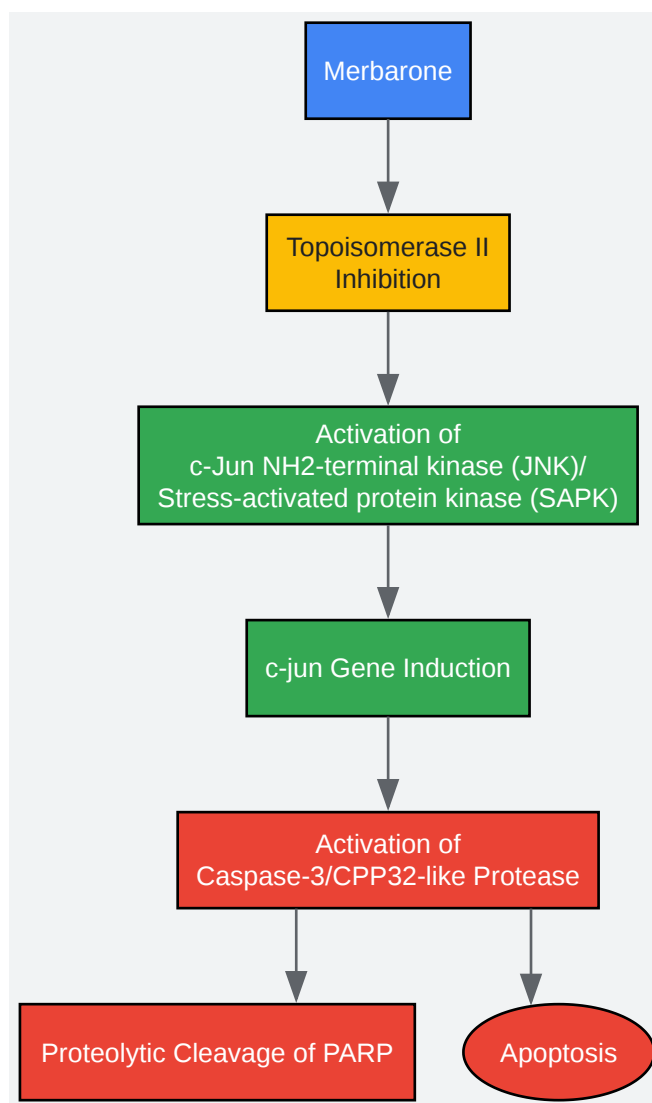 Merbarone
Topoisomerase II
Inhibition
Activation of
c-Jun NH2-terminal kinase (JNK)/
Stress-activated protein kinase (SAPK)
c-jun Gene Induction
Activation of
Caspase-3/CPP32-like Protease
Proteolytic Cleavage of PARP
Apoptosis